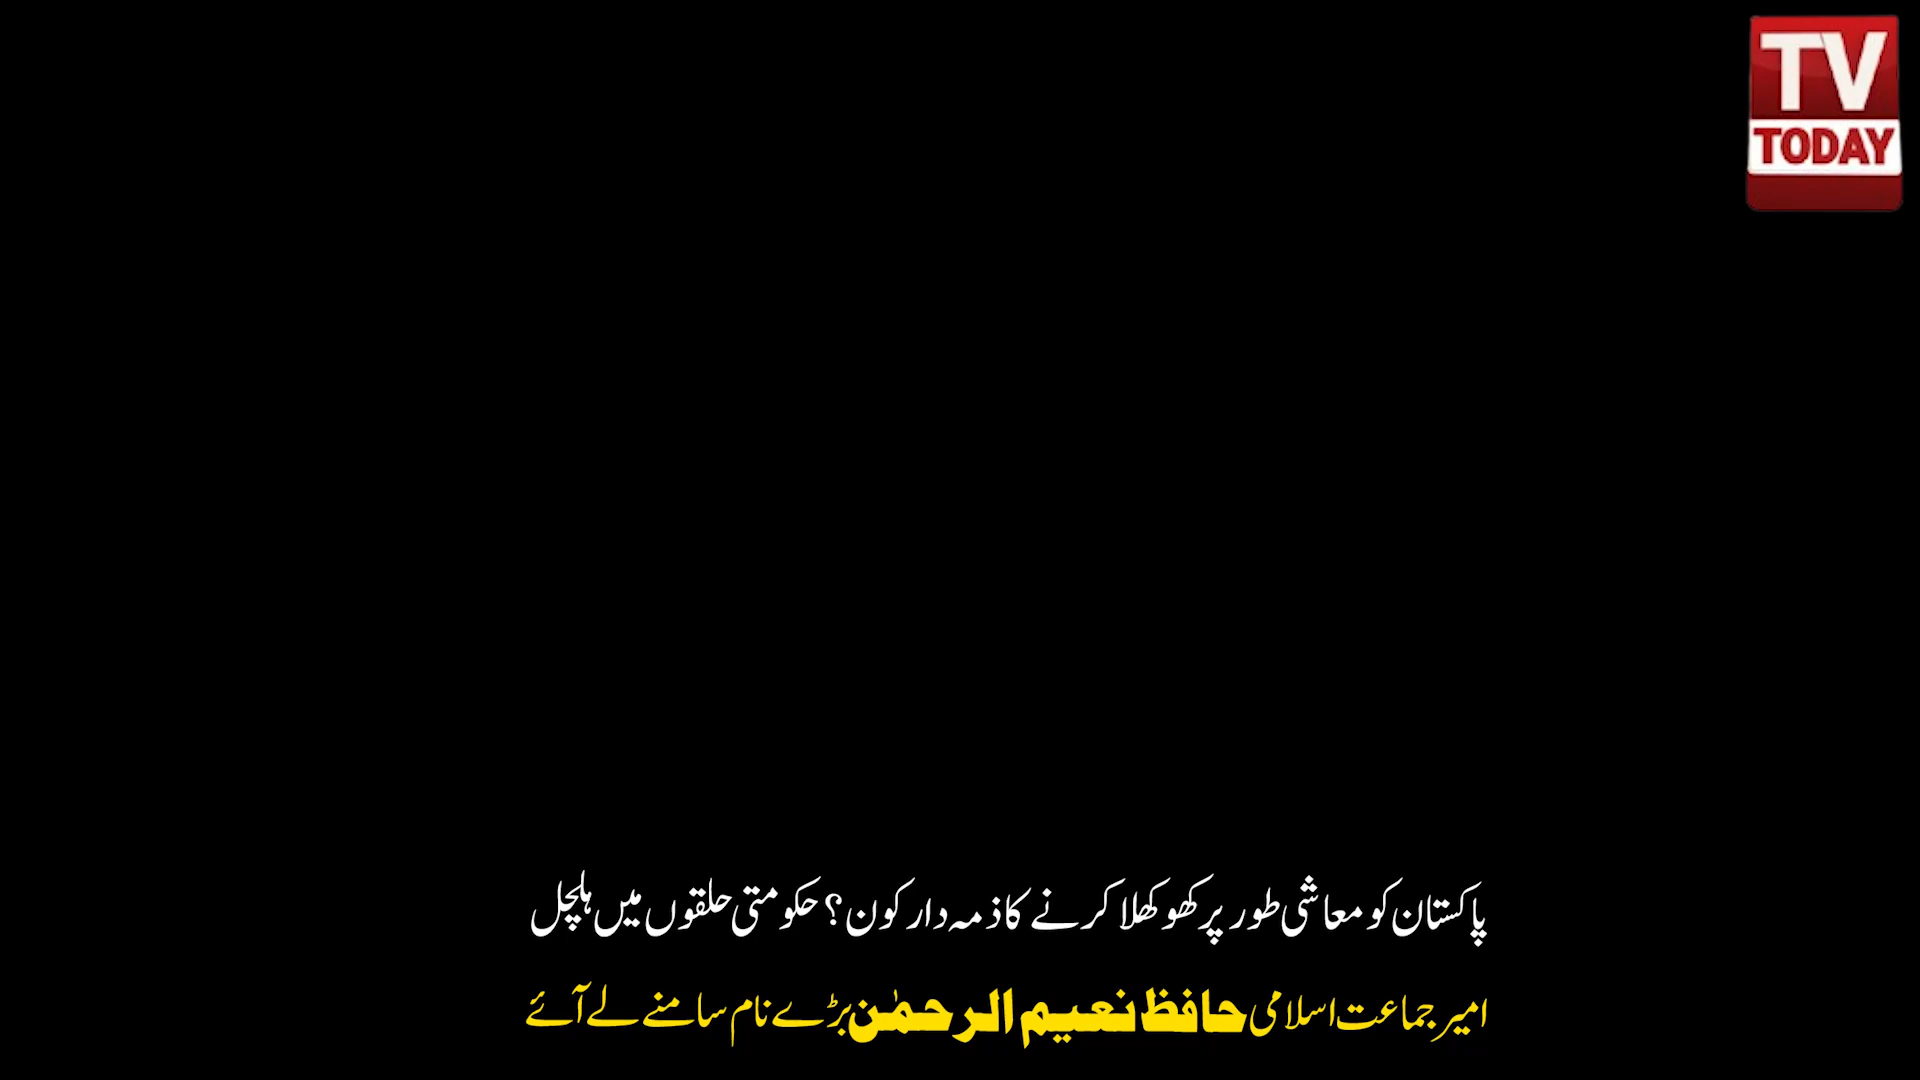 TV
TODAY
پاکستان کو معاشی طور پر کھوکھلا کرنے کا ذمہ دار کون؟ حکومتی حلقوں میں ہلچل
امیر جماعت اسلامی حافظ نعیم الرحمٰن بڑے نام سامنے لے آئے